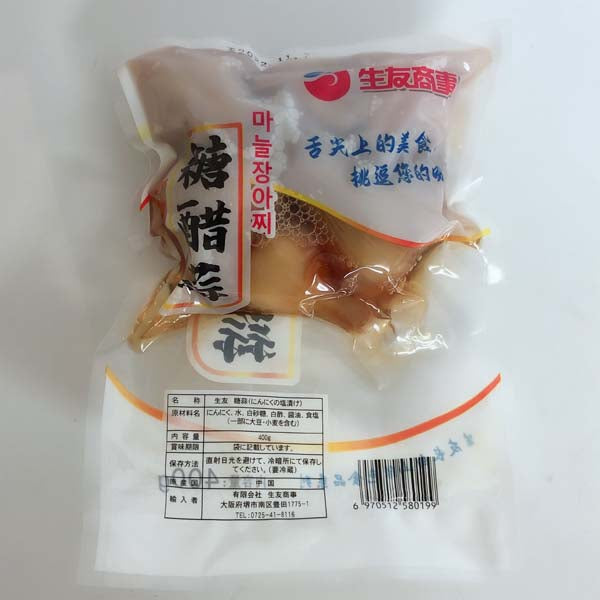 生友商事
마늘장아찌
糖醋蒜
舌尖上的美食
挑逗您的味
名 称 生友 糖蒜(にんにくの塩漬け)
原材料名 にんにく、水、白砂糖、白酢、醤油、食塩
(一部に大豆・小麦を含む)
内 容 量 400g
賞味期限 袋に記載しています。
保存方法 直射日光を避けて、冷暗所にて保存し
てください。(要冷蔵)
原 産 国 中 国
輸 入 者 有限会社 生友商事
大阪府堺市南区豊田1775-1
TEL:0725-41-8116
6 970512 580199